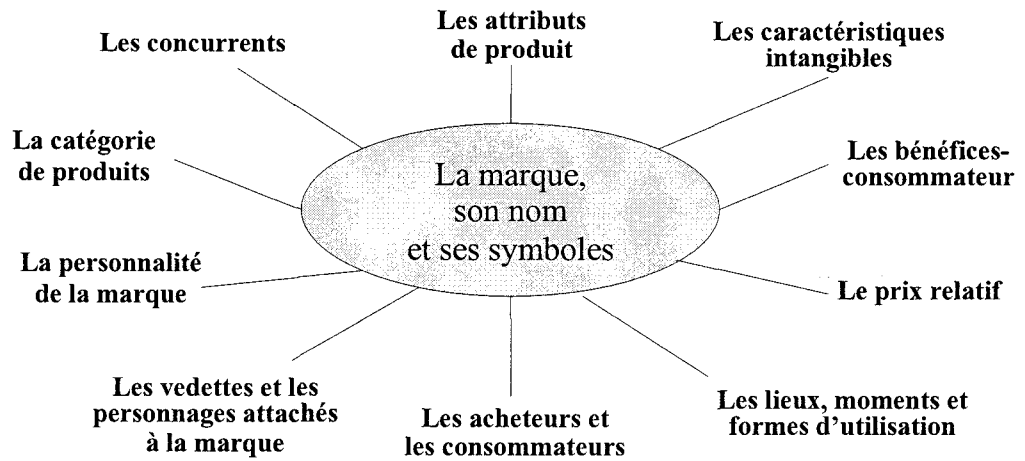 Les attributs
de produit
Les caractéristiques
intangibles
Les concurrents
La catégorie
de produits
Les bénéfices-
consommateur
La marque,
son nom
et ses symboles
La personnalité
de la marque
Le prix relatif
Les vedettes et les
personnages attachés
à la marque
Les acheteurs et
les consommateurs
Les lieux, moments et
formes d'utilisation